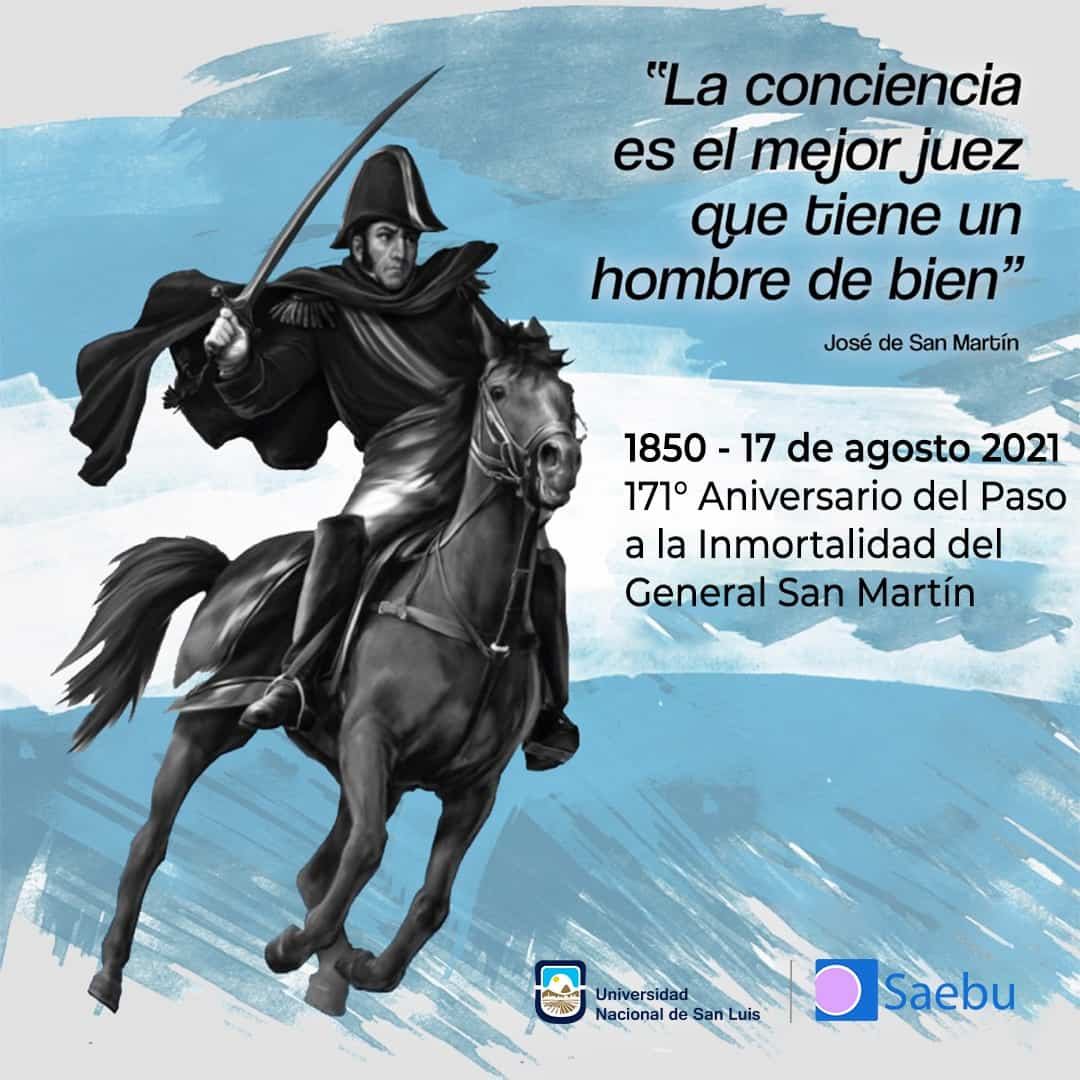 “La conciencia
es el mejor juez
que tiene un
hombre de bien”
José de San Martín
1850 - 17 de agosto 2021
171° Aniversario del Paso
a la Inmortalidad del
General San Martín
Universidad
Nacional de San Luis
Saebu